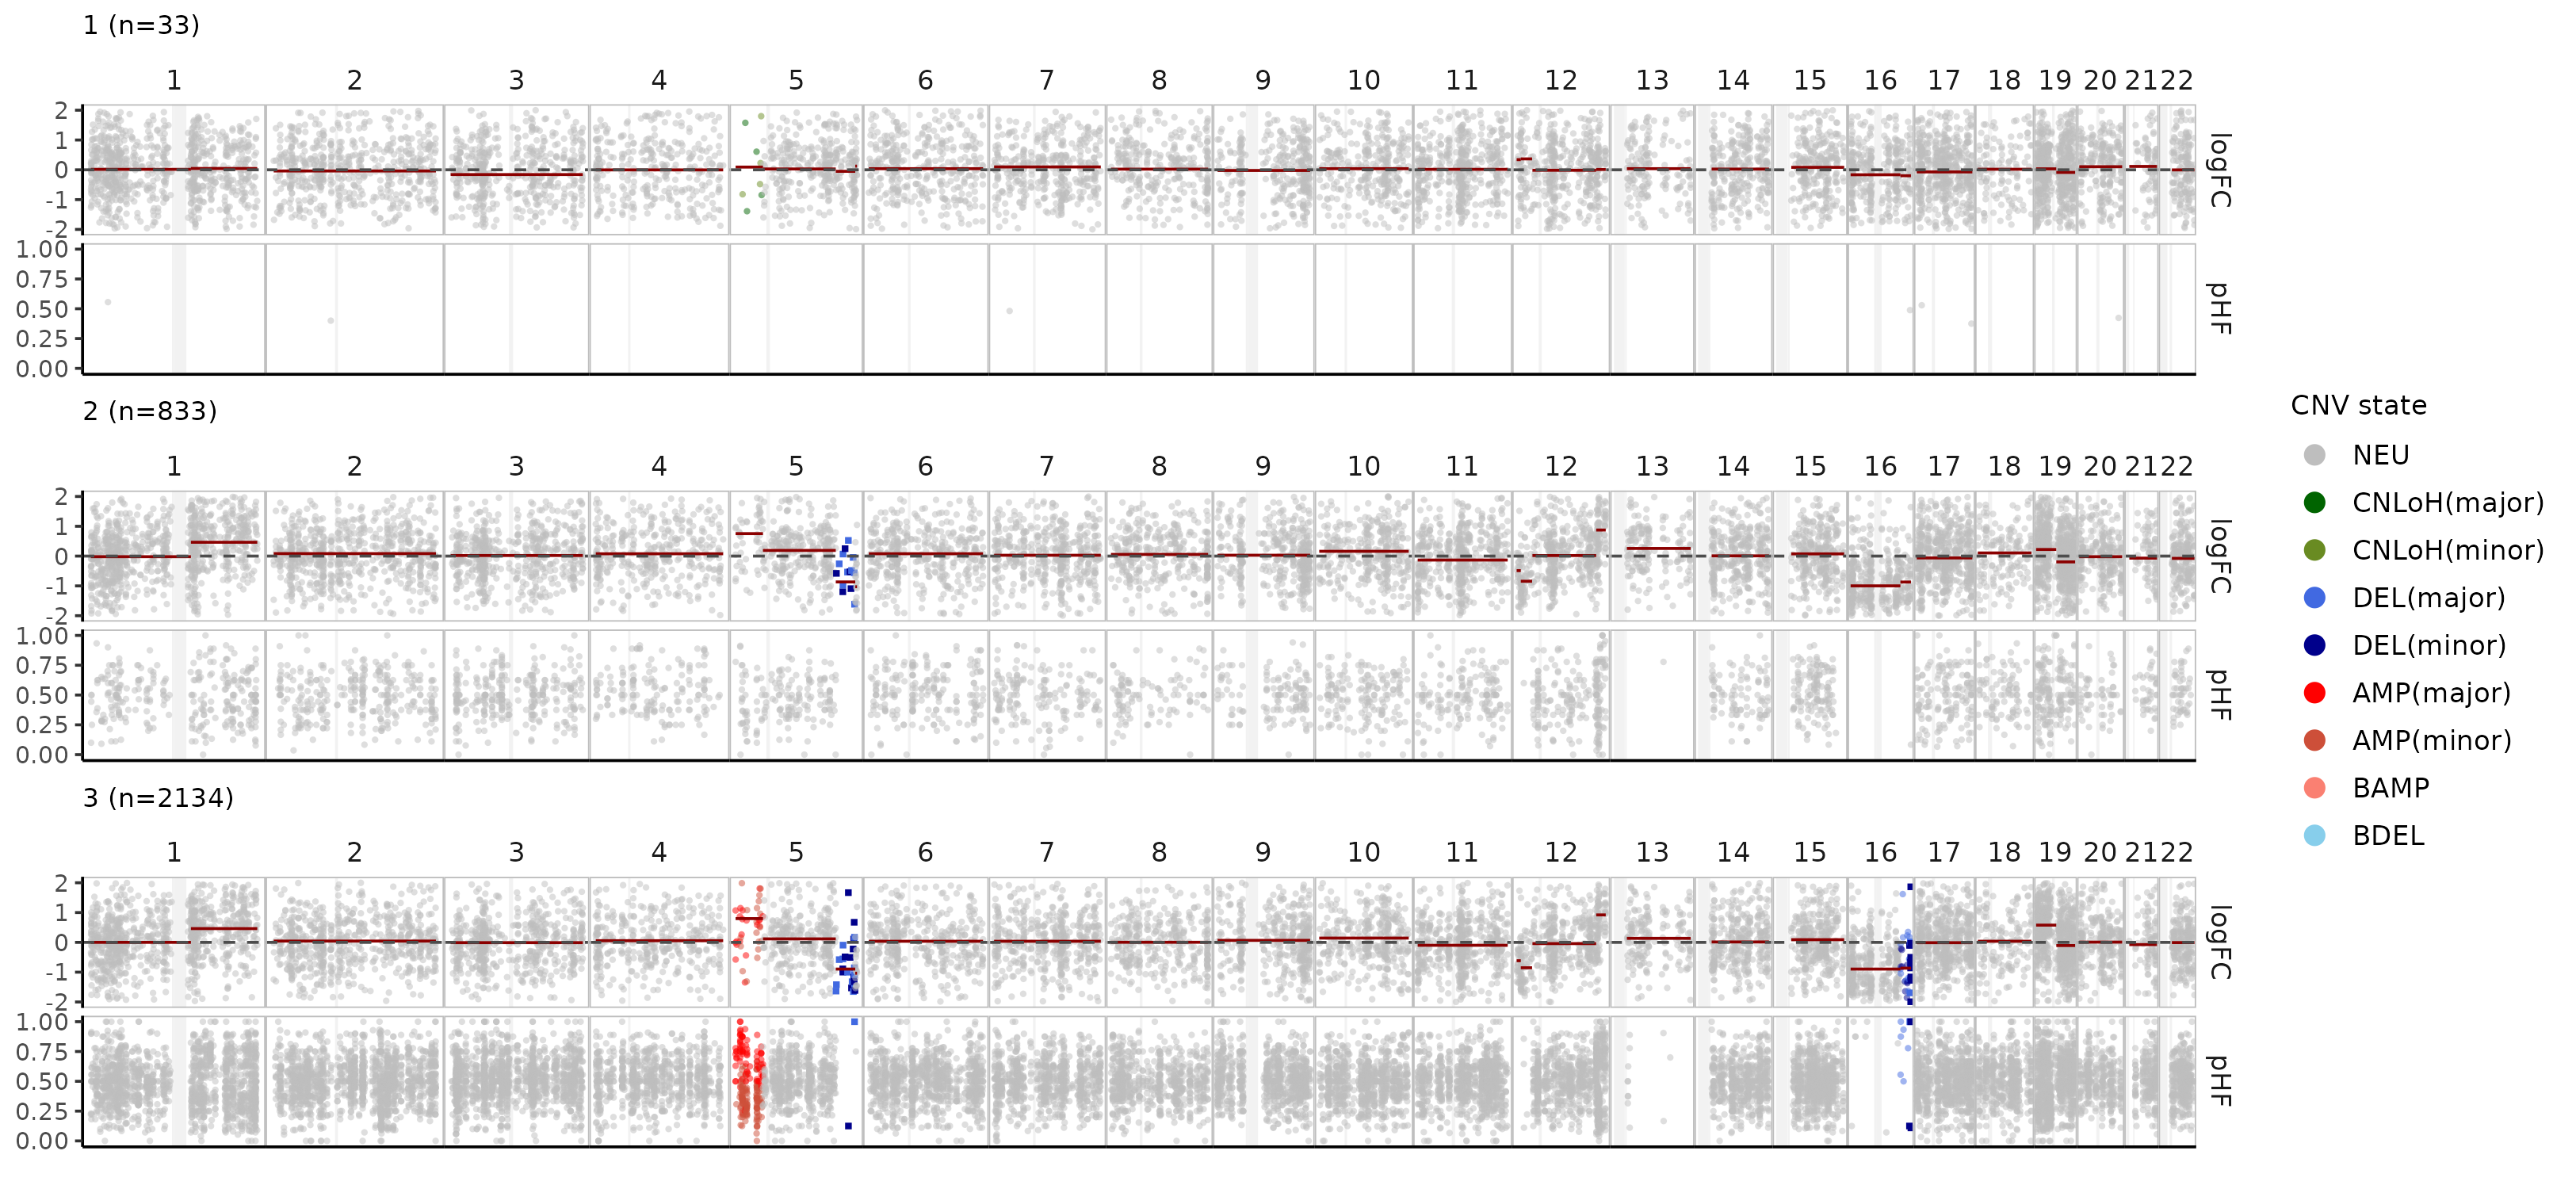 1 (n=33)
1 2 3 4 5 6 7 8 9 10 11 12 13 14 15 16 17 18 19 20 21 22
2
1
0
-1
-2
logFC
1.00
0.75
0.50
0.25
0.00
pHF
2 (n=833)
1 2 3 4 5 6 7 8 9 10 11 12 13 14 15 16 17 18 19 20 21 22
2
1
0
-1
-2
logFC
1.00
0.75
0.50
0.25
0.00
pHF
3 (n=2134)
1 2 3 4 5 6 7 8 9 10 11 12 13 14 15 16 17 18 19 20 21 22
2
1
0
-1
-2
logFC
1.00
0.75
0.50
0.25
0.00
pHF
CNV state
NEU
CNLoH(major)
CNLoH(minor)
DEL(major)
DEL(minor)
AMP(major)
AMP(minor)
BAMP
BDEL